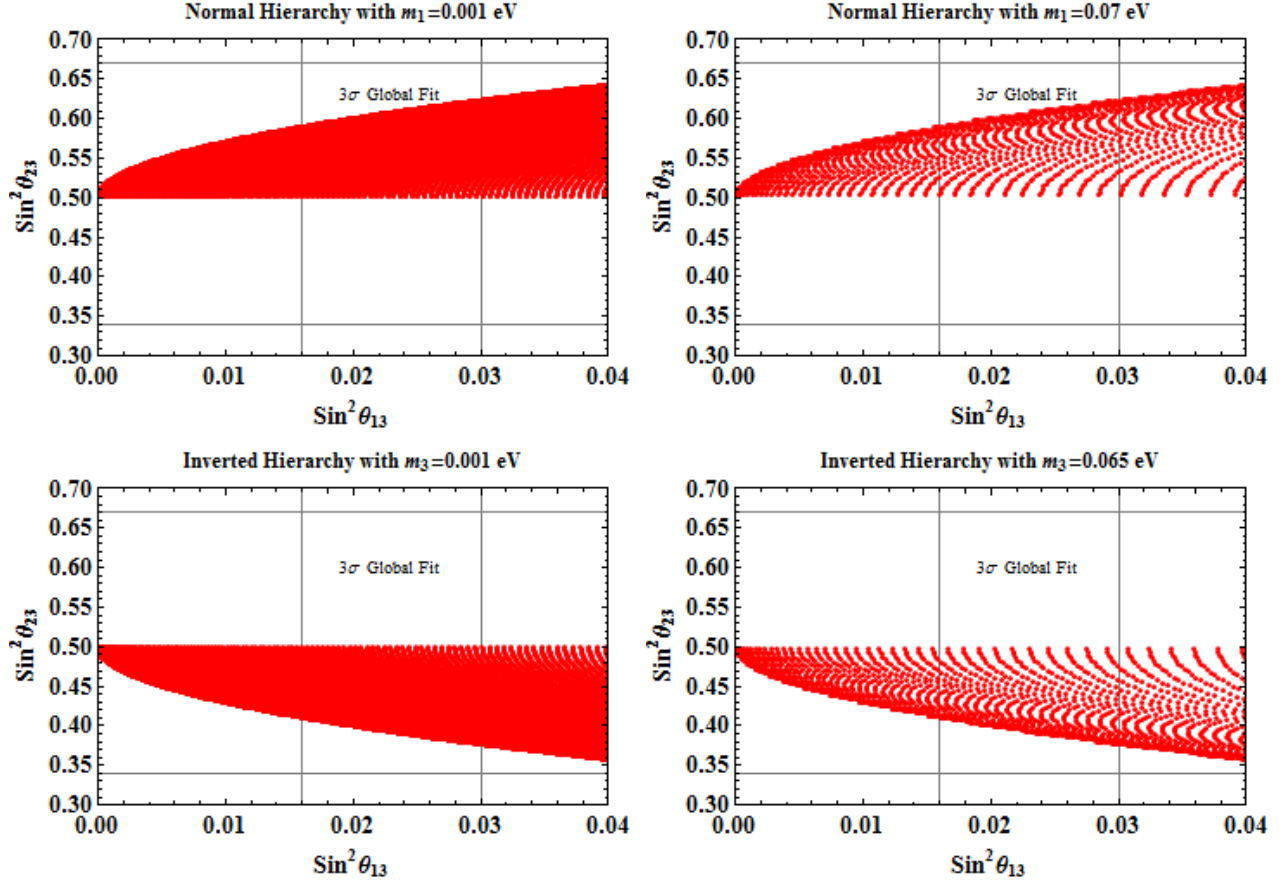 Normal Hierarchy with m1=0.001 eV
0.70
0.65
0.60
0.55
0.50
0.45
0.40
0.35
0.30
Sin²θ23
3σ Global Fit
0.00 0.01 0.02 0.03 0.04
Sin²θ13
Normal Hierarchy with m1=0.07 eV
0.70
0.65
0.60
0.55
0.50
0.45
0.40
0.35
0.30
Sin²θ23
3σ Global Fit
0.00 0.01 0.02 0.03 0.04
Sin²θ13
Inverted Hierarchy with m3=0.001 eV
0.70
0.65
0.60
0.55
0.50
0.45
0.40
0.35
0.30
Sin²θ23
3σ Global Fit
0.00 0.01 0.02 0.03 0.04
Sin²θ13
Inverted Hierarchy with m3=0.065 eV
0.70
0.65
0.60
0.55
0.50
0.45
0.40
0.35
0.30
Sin²θ23
3σ Global Fit
0.00 0.01 0.02 0.03 0.04
Sin²θ13